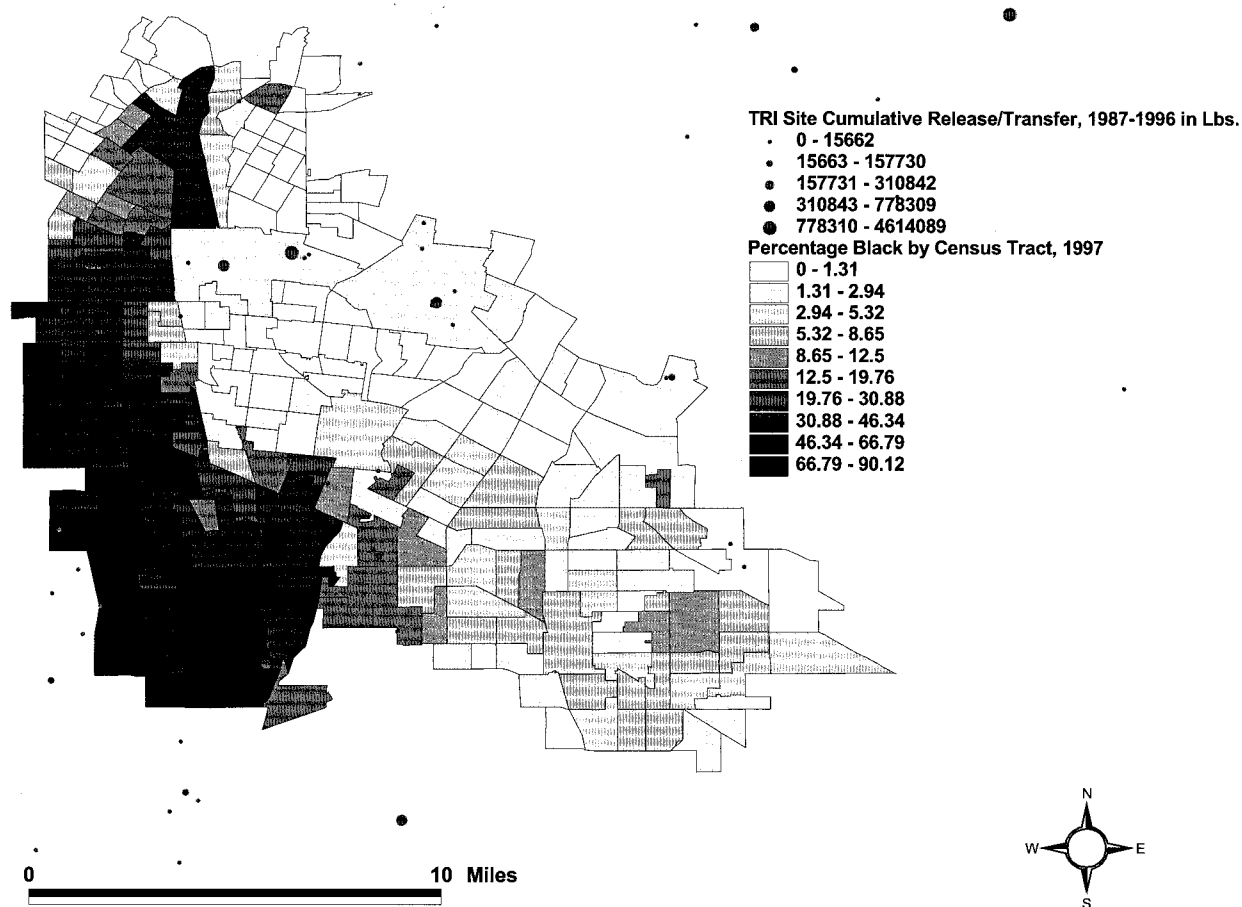 TRI Site Cumulative Release/Transfer, 1987-1996 in Lbs.
0 - 15662
15663 - 157730
157731 - 310842
310843 - 778309
778310 - 4614089
Percentage Black by Census Tract, 1997
0 - 1.31
1.31 - 2.94
2.94 - 5.32
5.32 - 8.65
8.65 - 12.5
12.5 - 19.76
19.76 - 30.88
30.88 - 46.34
46.34 - 66.79
66.79 - 90.12
N
W E
S
0 10 Miles